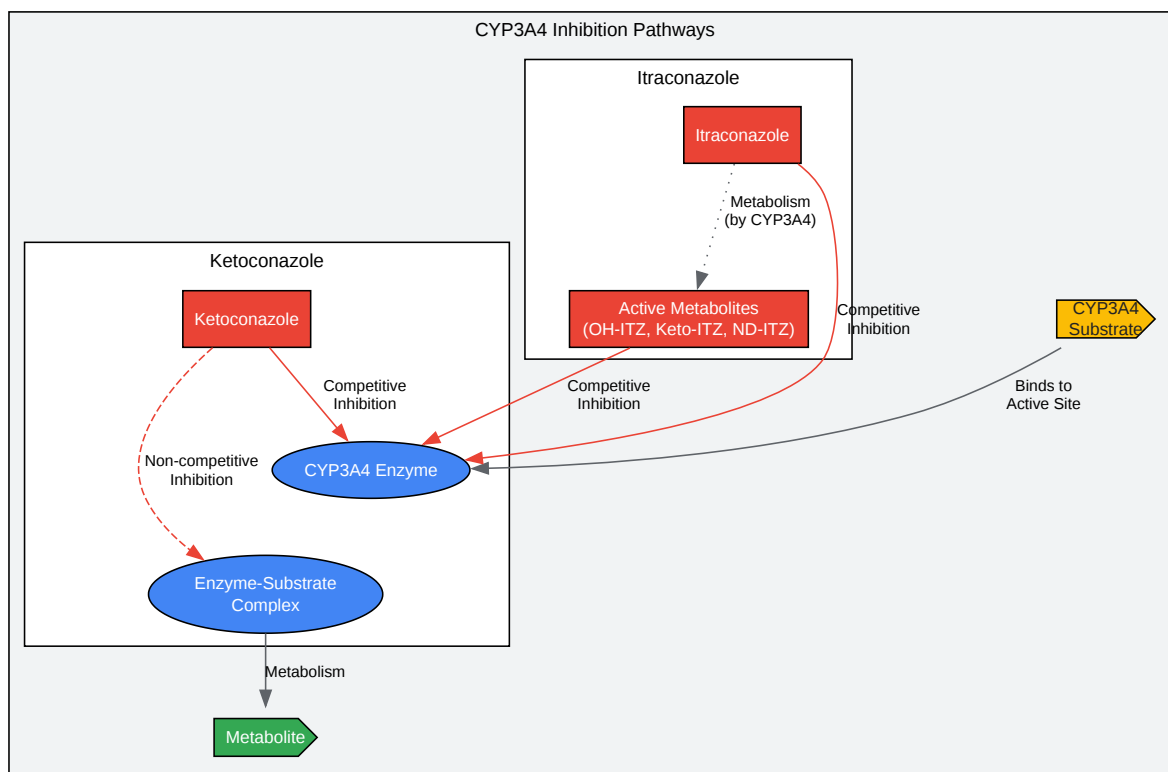 CYP3A4 Inhibition Pathways
Itraconazole
Itraconazole
Metabolism
(by CYP3A4)
Ketoconazole
Ketoconazole
Active Metabolites
(OH-ITZ, Keto-ITZ, ND-ITZ)
Competitive
Inhibition
CYP3A4
Substrate
Competitive
Inhibition
Competitive
Inhibition
Binds to
Active Site
Non-competitive
Inhibition
CYP3A4 Enzyme
Enzyme-Substrate
Complex
Metabolism
Metabolite